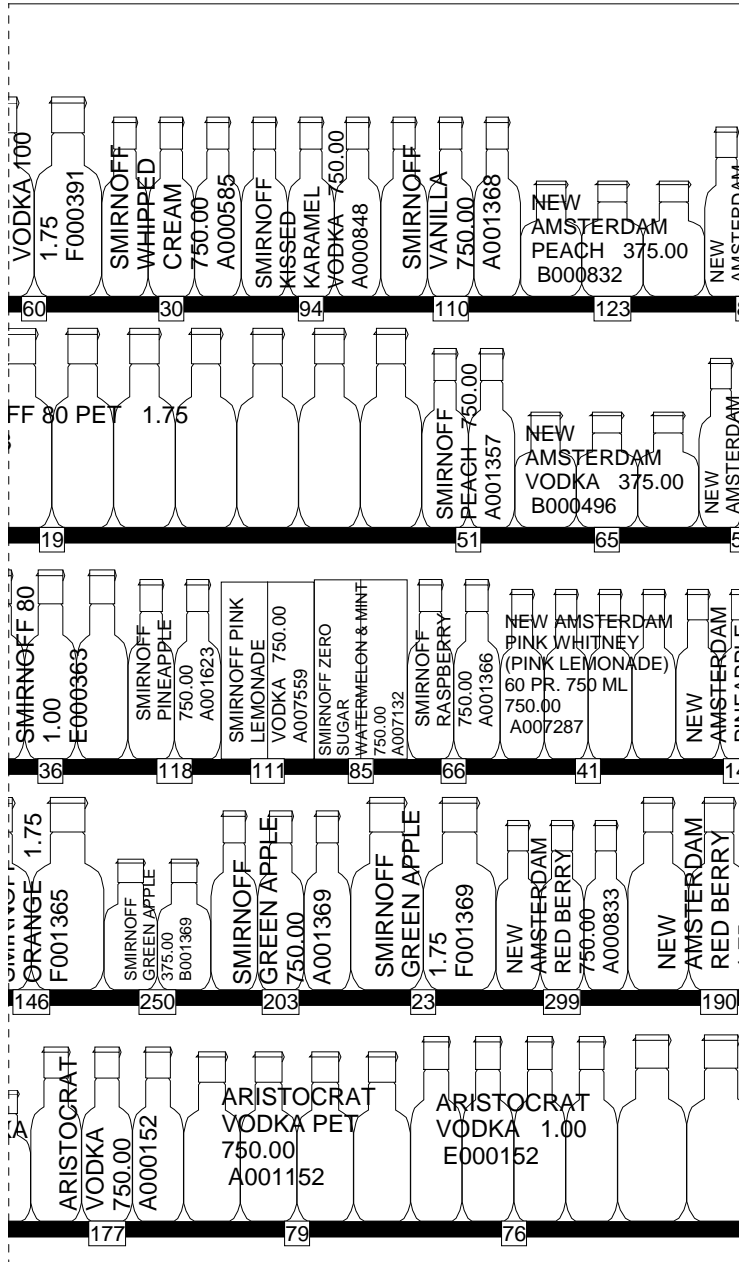 VODKA 100
1.75
F000391
SMIRNOFF
WHIPPED
CREAM
750.00
A000585
SMIRNOFF
KISSED
KARAMEL
VODKA 750.00
A000848
SMIRNOFF
VANILLA
750.00
A001368
NEW
AMSTERDAM
PEACH 375.00
B000832
NEW
AMSTERDAM
60
30
94
110
123
FF 80 PET 1.75
SMIRNOFF
PEACH 750.00
A001357
NEW
AMSTERDAM
VODKA 375.00
B000496
NEW
AMSTERDAM
19
51
65
SMIRNOFF 80
1.00
E000363
SMIRNOFF
PINEAPPLE
750.00
A001623
SMIRNOFF PINK
LEMONADE
VODKA 750.00
A007559
SMIRNOFF ZERO
SUGAR
WATERMELON & MINT
750.00
A007132
SMIRNOFF
RASPBERRY
750.00
A001366
NEW AMSTERDAM
PINK WHITNEY
(PINK LEMONADE)
60 PR. 750 ML
750.00
A007287
NEW
AMSTERDAM
PINEAPPLE
36
118
111
85
66
41
14
SMIRNOFF
ORANGE 1.75
F001365
SMIRNOFF
GREEN APPLE
375.00
B001369
SMIRNOFF
GREEN APPLE
750.00
A001369
SMIRNOFF
GREEN APPLE
1.75
F001369
NEW
AMSTERDAM
RED BERRY
750.00
A000833
NEW
AMSTERDAM
RED BERRY
146
250
203
23
299
190
KA
ARISTOCRAT
VODKA
750.00
A000152
ARISTOCRAT
VODKA PET
750.00
A001152
ARISTOCRAT
VODKA 1.00
E000152
177
79
76